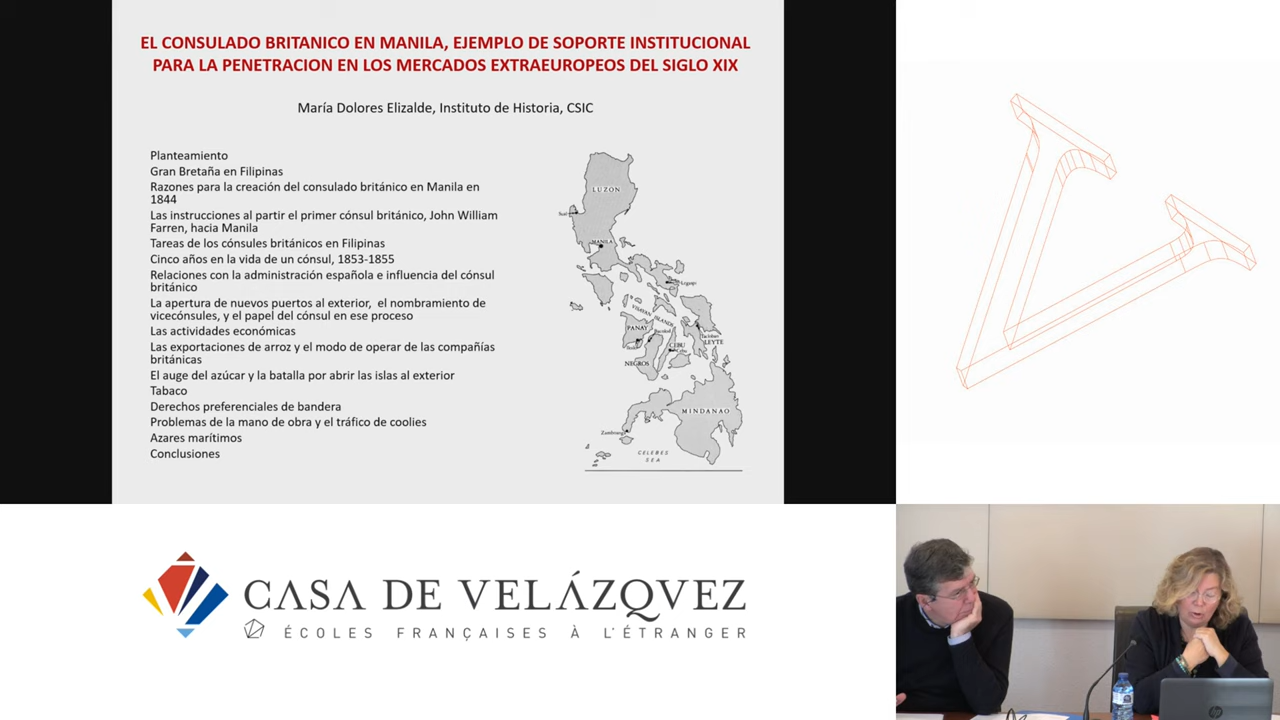 EL CONSULADO BRITANICO EN MANILA, EJEMPLO DE SOPORTE INSTITUCIONAL
PARA LA PENETRACION EN LOS MERCADOS EXTRAEUROPEOS DEL SIGLO XIX
María Dolores Elizalde, Instituto de Historia, CSIC
Planteamiento
Gran Bretaña en Filipinas
Razones para la creación del consulado británico en Manila en
1844
Las instrucciones al partir el primer cónsul británico, John William
Farren, hacia Manila
Tareas de los cónsules británicos en Filipinas
Cinco años en la vida de un cónsul, 1853-1855
Relaciones con la administración española e influencia del cónsul
británico
La apertura de nuevos puertos al exterior, el nombramiento de
vicecónsules, y el papel del cónsul en ese proceso
Las actividades económicas
Las exportaciones de arroz y el modo de operar de las compañías
británicas
El auge del azúcar y la batalla por abrir las islas al exterior
Tabaco
Derechos preferenciales de bandera
Problemas de la mano de obra y el tráfico de coolies
Azares marítimos
Conclusiones
LUZON
MANILA
Legaspi
VISAYAN ISLANDS
PANAY
Tacloban
LEYTE
CEBU
Cebu
NEGROS
MINDANAO
Zamboanga
CELEBES
SEA
CASA DE VELÁZQVEZ
ÉCOLES FRANÇAISES À L'ÉTRANGER
hp